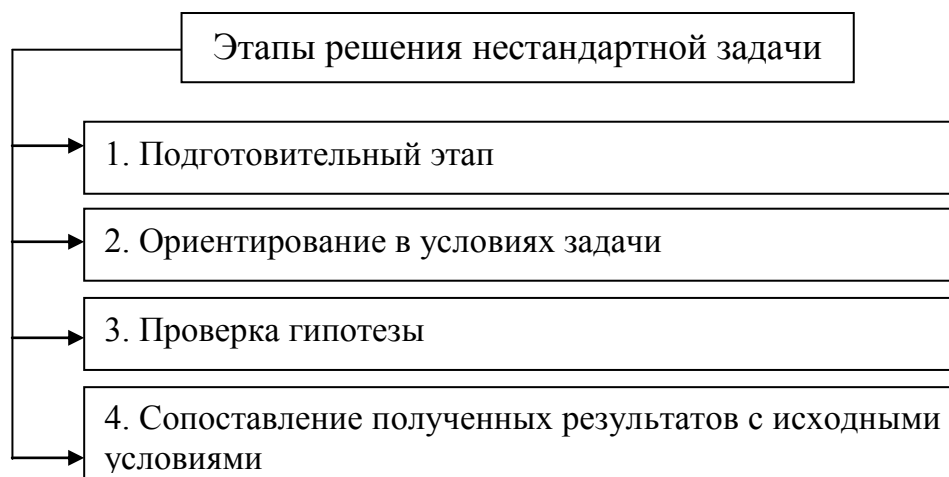 Этапы решения нестандартной задачи
1. Подготовительный этап
2. Ориентирование в условиях задачи
3. Проверка гипотезы
4. Сопоставление полученных результатов с исходными
условиями